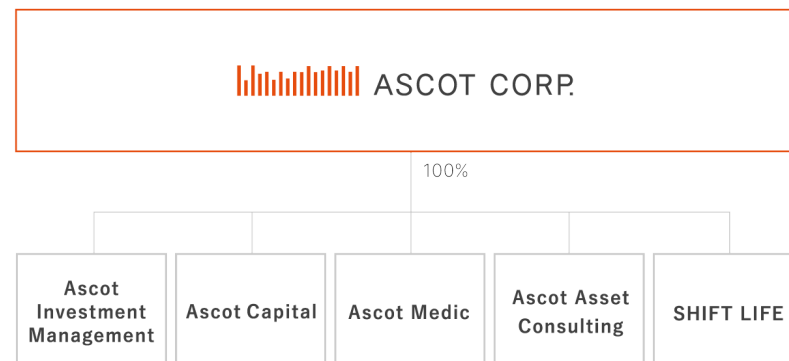 ASCOT CORP.
100%
Ascot
Investment
Management
Ascot Capital
Ascot Medic
Ascot Asset
Consulting
SHIFT LIFE